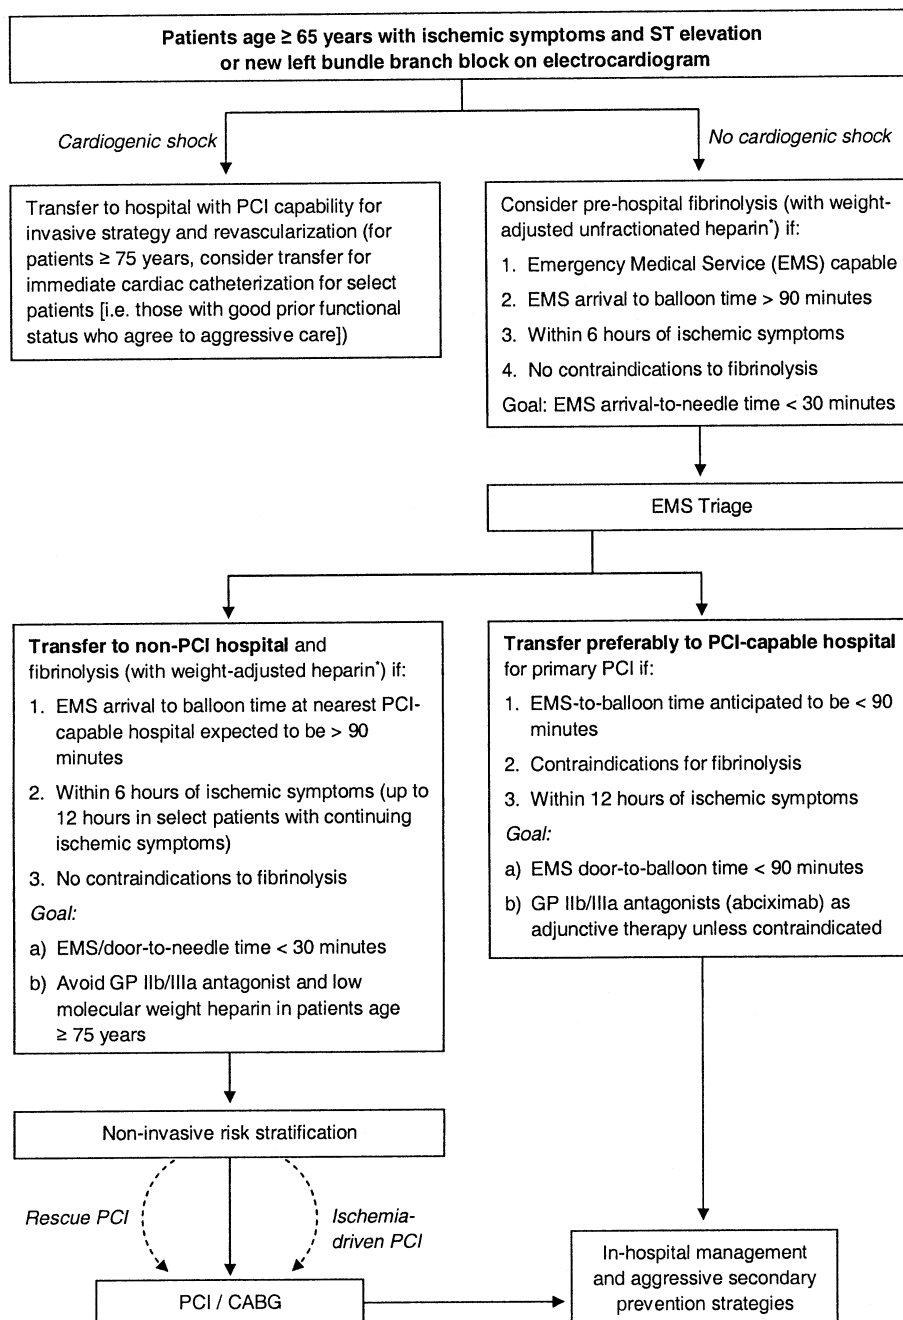 Patients age ≥ 65 years with ischemic symptoms and ST elevation
or new left bundle branch block on electrocardiogram
Cardiogenic shock
No cardiogenic shock
Transfer to hospital with PCI capability for
invasive strategy and revascularization (for
patients ≥ 75 years, consider transfer for
immediate cardiac catheterization for select
patients [i.e. those with good prior functional
status who agree to aggressive care])
Consider pre-hospital fibrinolysis (with weight-
adjusted unfractionated heparin*) if:
1. Emergency Medical Service (EMS) capable
2. EMS arrival to balloon time > 90 minutes
3. Within 6 hours of ischemic symptoms
4. No contraindications to fibrinolysis
Goal: EMS arrival-to-needle time < 30 minutes
EMS Triage
Transfer to non-PCI hospital and
fibrinolysis (with weight-adjusted heparin*) if:
1. EMS arrival to balloon time at nearest PCI-
capable hospital expected to be > 90
minutes
2. Within 6 hours of ischemic symptoms (up to
12 hours in select patients with continuing
ischemic symptoms)
3. No contraindications to fibrinolysis
Goal:
a) EMS/door-to-needle time < 30 minutes
b) Avoid GP IIb/IIIa antagonist and low
molecular weight heparin in patients age
≥ 75 years
Transfer preferably to PCI-capable hospital
for primary PCI if:
1. EMS-to-balloon time anticipated to be < 90
minutes
2. Contraindications for fibrinolysis
3. Within 12 hours of ischemic symptoms
Goal:
a) EMS door-to-balloon time < 90 minutes
b) GP IIb/IIIa antagonists (abciximab) as
adjunctive therapy unless contraindicated
Non-invasive risk stratification
Rescue PCI
Ischemia-
driven PCI
PCI / CABG
In-hospital management
and aggressive secondary
prevention strategies